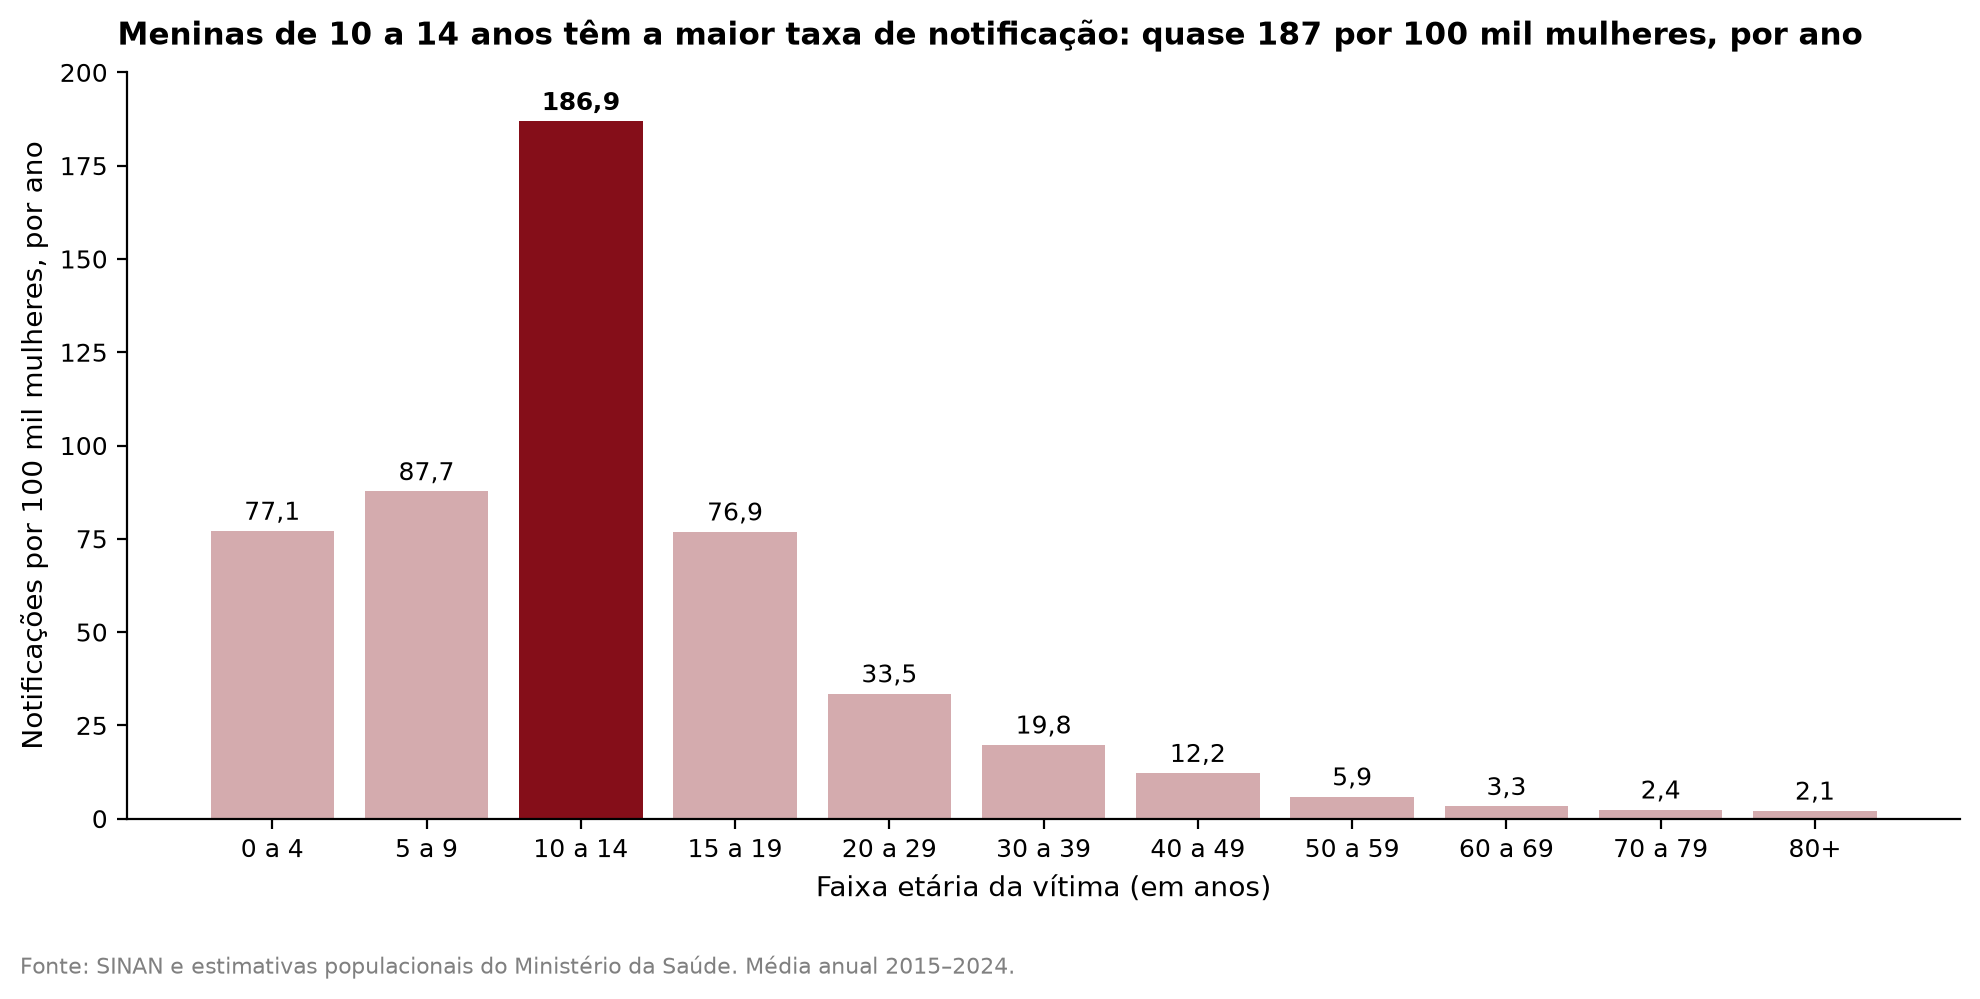 Meninas de 10 a 14 anos têm a maior taxa de notificação: quase 187 por 100 mil mulheres, por ano
Notificações por 100 mil mulheres, por ano
200
175
150
125
100
75
50
25
0
77,1
87,7
186,9
76,9
33,5
19,8
12,2
5,9
3,3
2,4
2,1
0 a 4
5 a 9
10 a 14
15 a 19
20 a 29
30 a 39
40 a 49
50 a 59
60 a 69
70 a 79
80+
Faixa etária da vítima (em anos)
Fonte: SINAN e estimativas populacionais do Ministério da Saúde. Média anual 2015–2024.